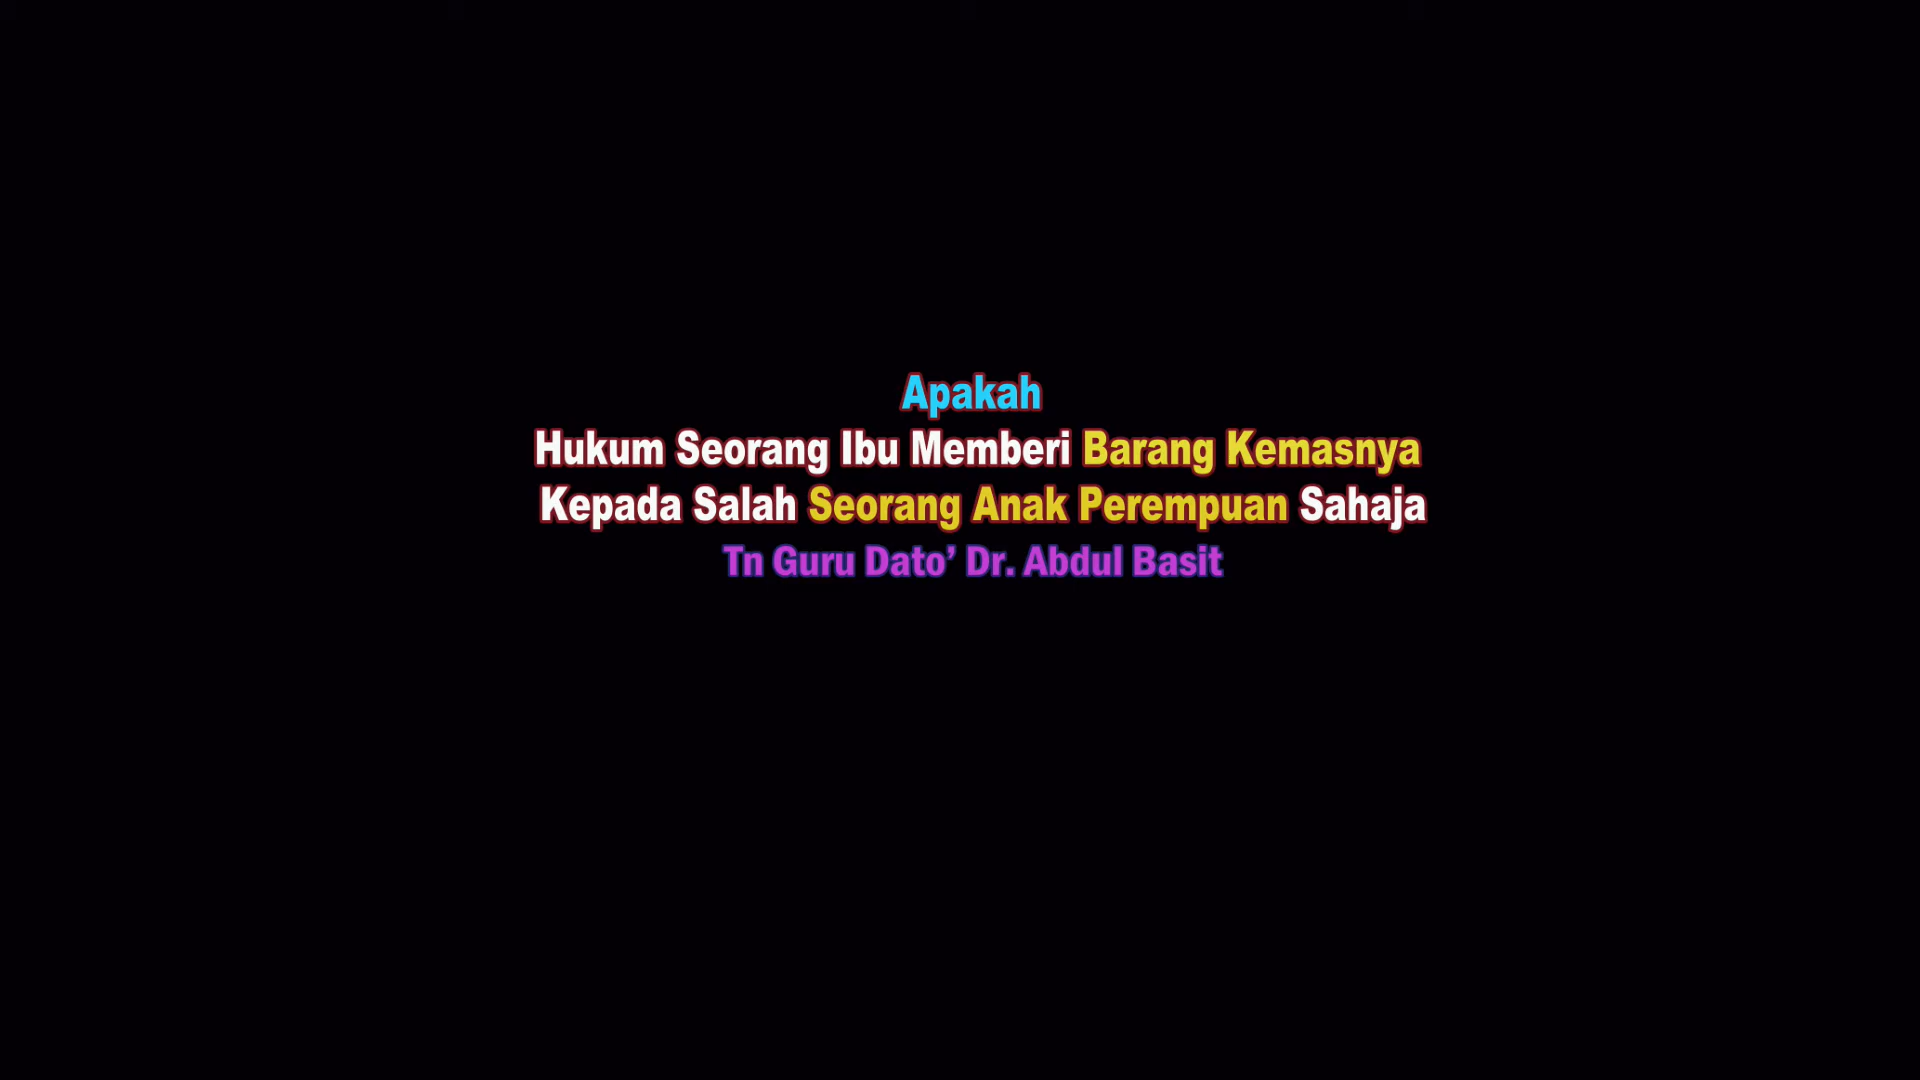 Apakah
Hukum Seorang Ibu Memberi Barang Kemasnya
Kepada Salah Seorang Anak Perempuan Sahaja
Tn Guru Dato’ Dr. Abdul Basit